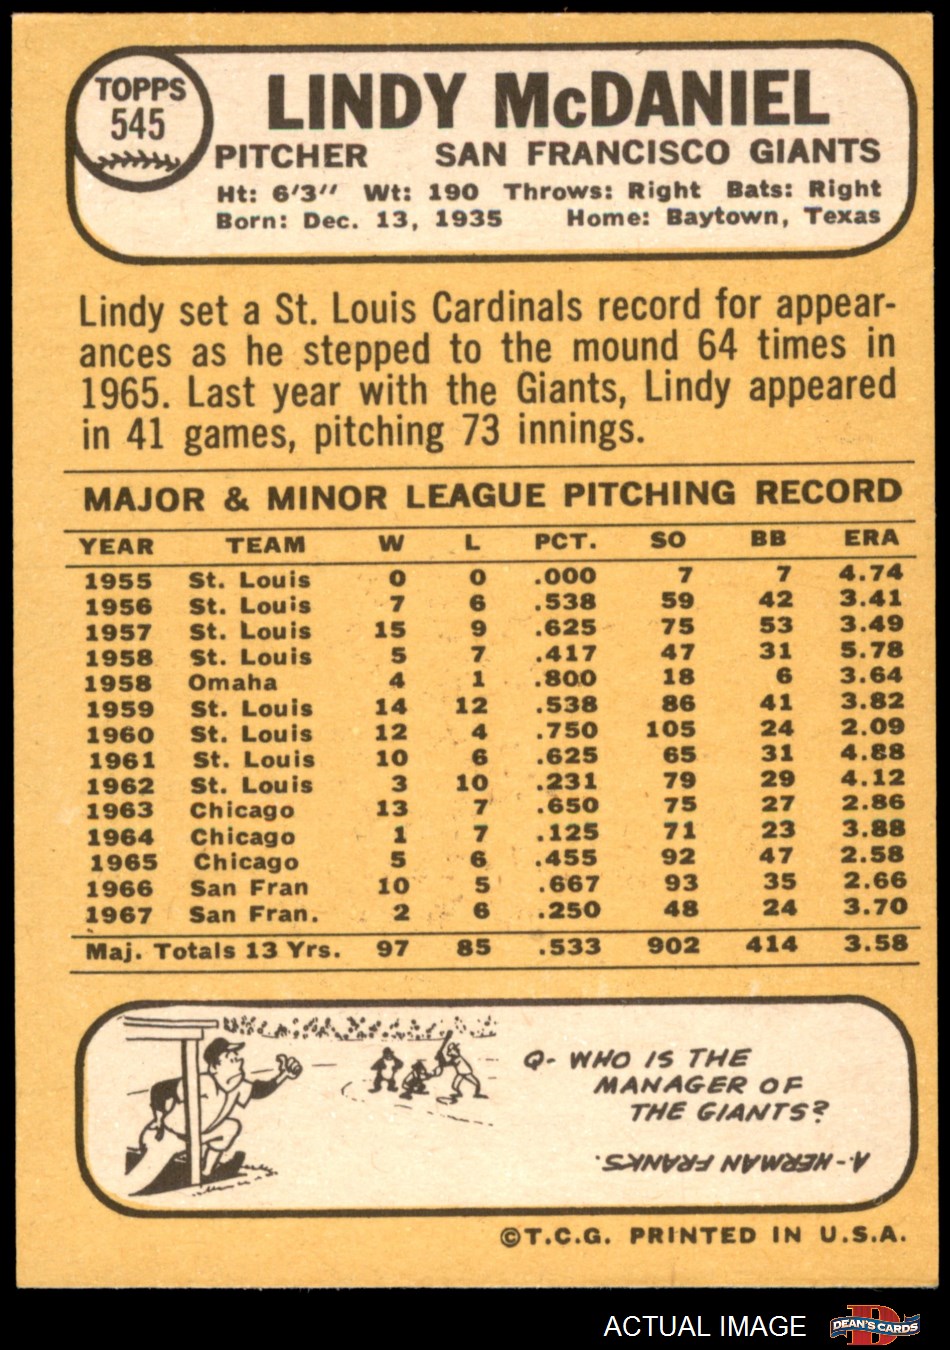 TOPPS
545
LINDY McDANIEL
PITCHER SAN FRANCISCO GIANTS
Ht: 6'3'' Wt: 190 Throws: Right Bats: Right
Born: Dec. 13, 1935 Home: Baytown, Texas
Lindy set a St. Louis Cardinals record for appear-
ances as he stepped to the mound 64 times in
1965. Last year with the Giants, Lindy appeared
in 41 games, pitching 73 innings.
MAJOR & MINOR LEAGUE PITCHING RECORD
YEAR TEAM W L PCT. SO BB ERA
1955 St. Louis 0 0 .000 7 7 4.74
1956 St. Louis 7 6 .538 59 42 3.41
1957 St. Louis 15 9 .625 75 53 3.49
1958 St. Louis 5 7 .417 47 31 5.78
1958 Omaha 4 1 .800 18 6 3.64
1959 St. Louis 14 12 .538 86 41 3.82
1960 St. Louis 12 4 .750 105 24 2.09
1961 St. Louis 10 6 .625 65 31 4.88
1962 St. Louis 3 10 .231 79 29 4.12
1963 Chicago 13 7 .650 75 27 2.86
1964 Chicago 1 7 .125 71 23 3.88
1965 Chicago 5 6 .455 92 47 2.58
1966 San Fran 10 5 .667 93 35 2.66
1967 San Fran. 2 6 .250 48 24 3.70
Maj. Totals 13 Yrs. 97 85 .533 902 414 3.58
Q- WHO IS THE
MANAGER OF
THE GIANTS?
A- HERMAN FRANKS.
©T.C.G. PRINTED IN U.S.A.
ACTUAL IMAGE
D
DEAN'S CARDS